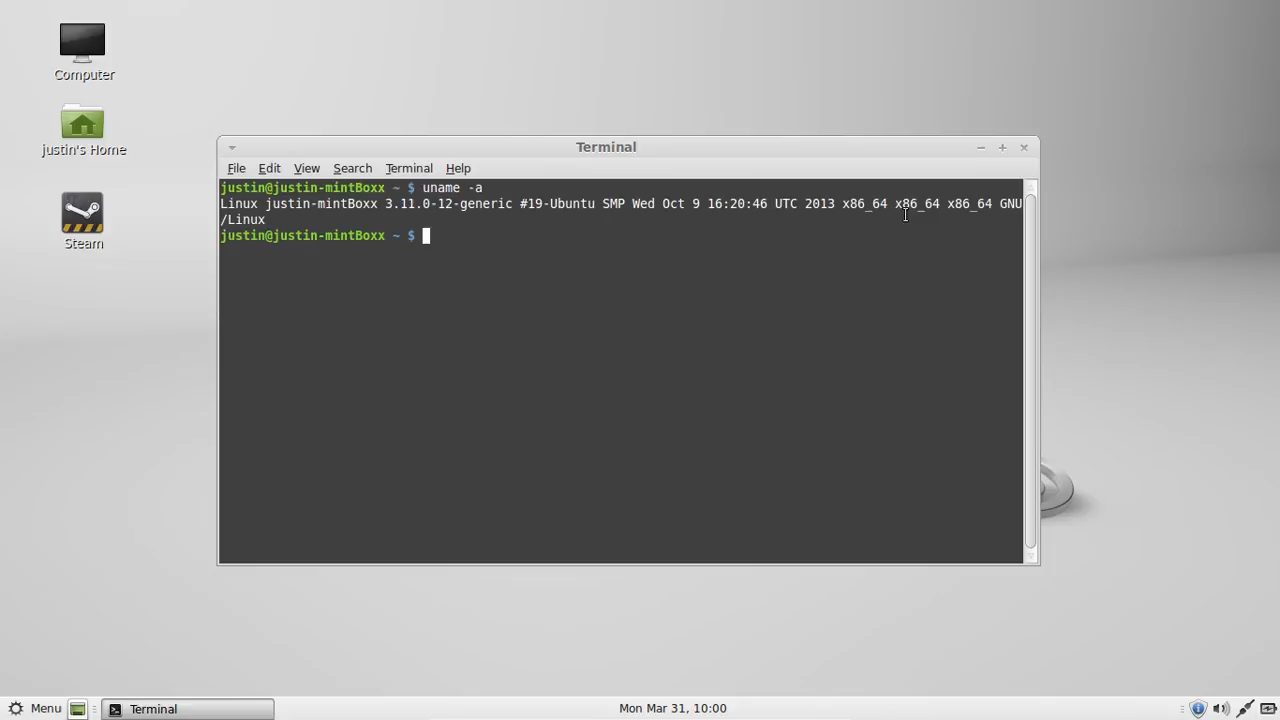 Computer
justin's Home
Steam
Terminal
File Edit View Search Terminal Help
justin@justin-mintBoxx ~ $ uname -a
Linux justin-mintBoxx 3.11.0-12-generic #19-Ubuntu SMP Wed Oct 9 16:20:46 UTC 2013 x86_64 x86_64 x86_64 GNU
/Linux
justin@justin-mintBoxx ~ $
Menu Terminal Mon Mar 31, 10:00